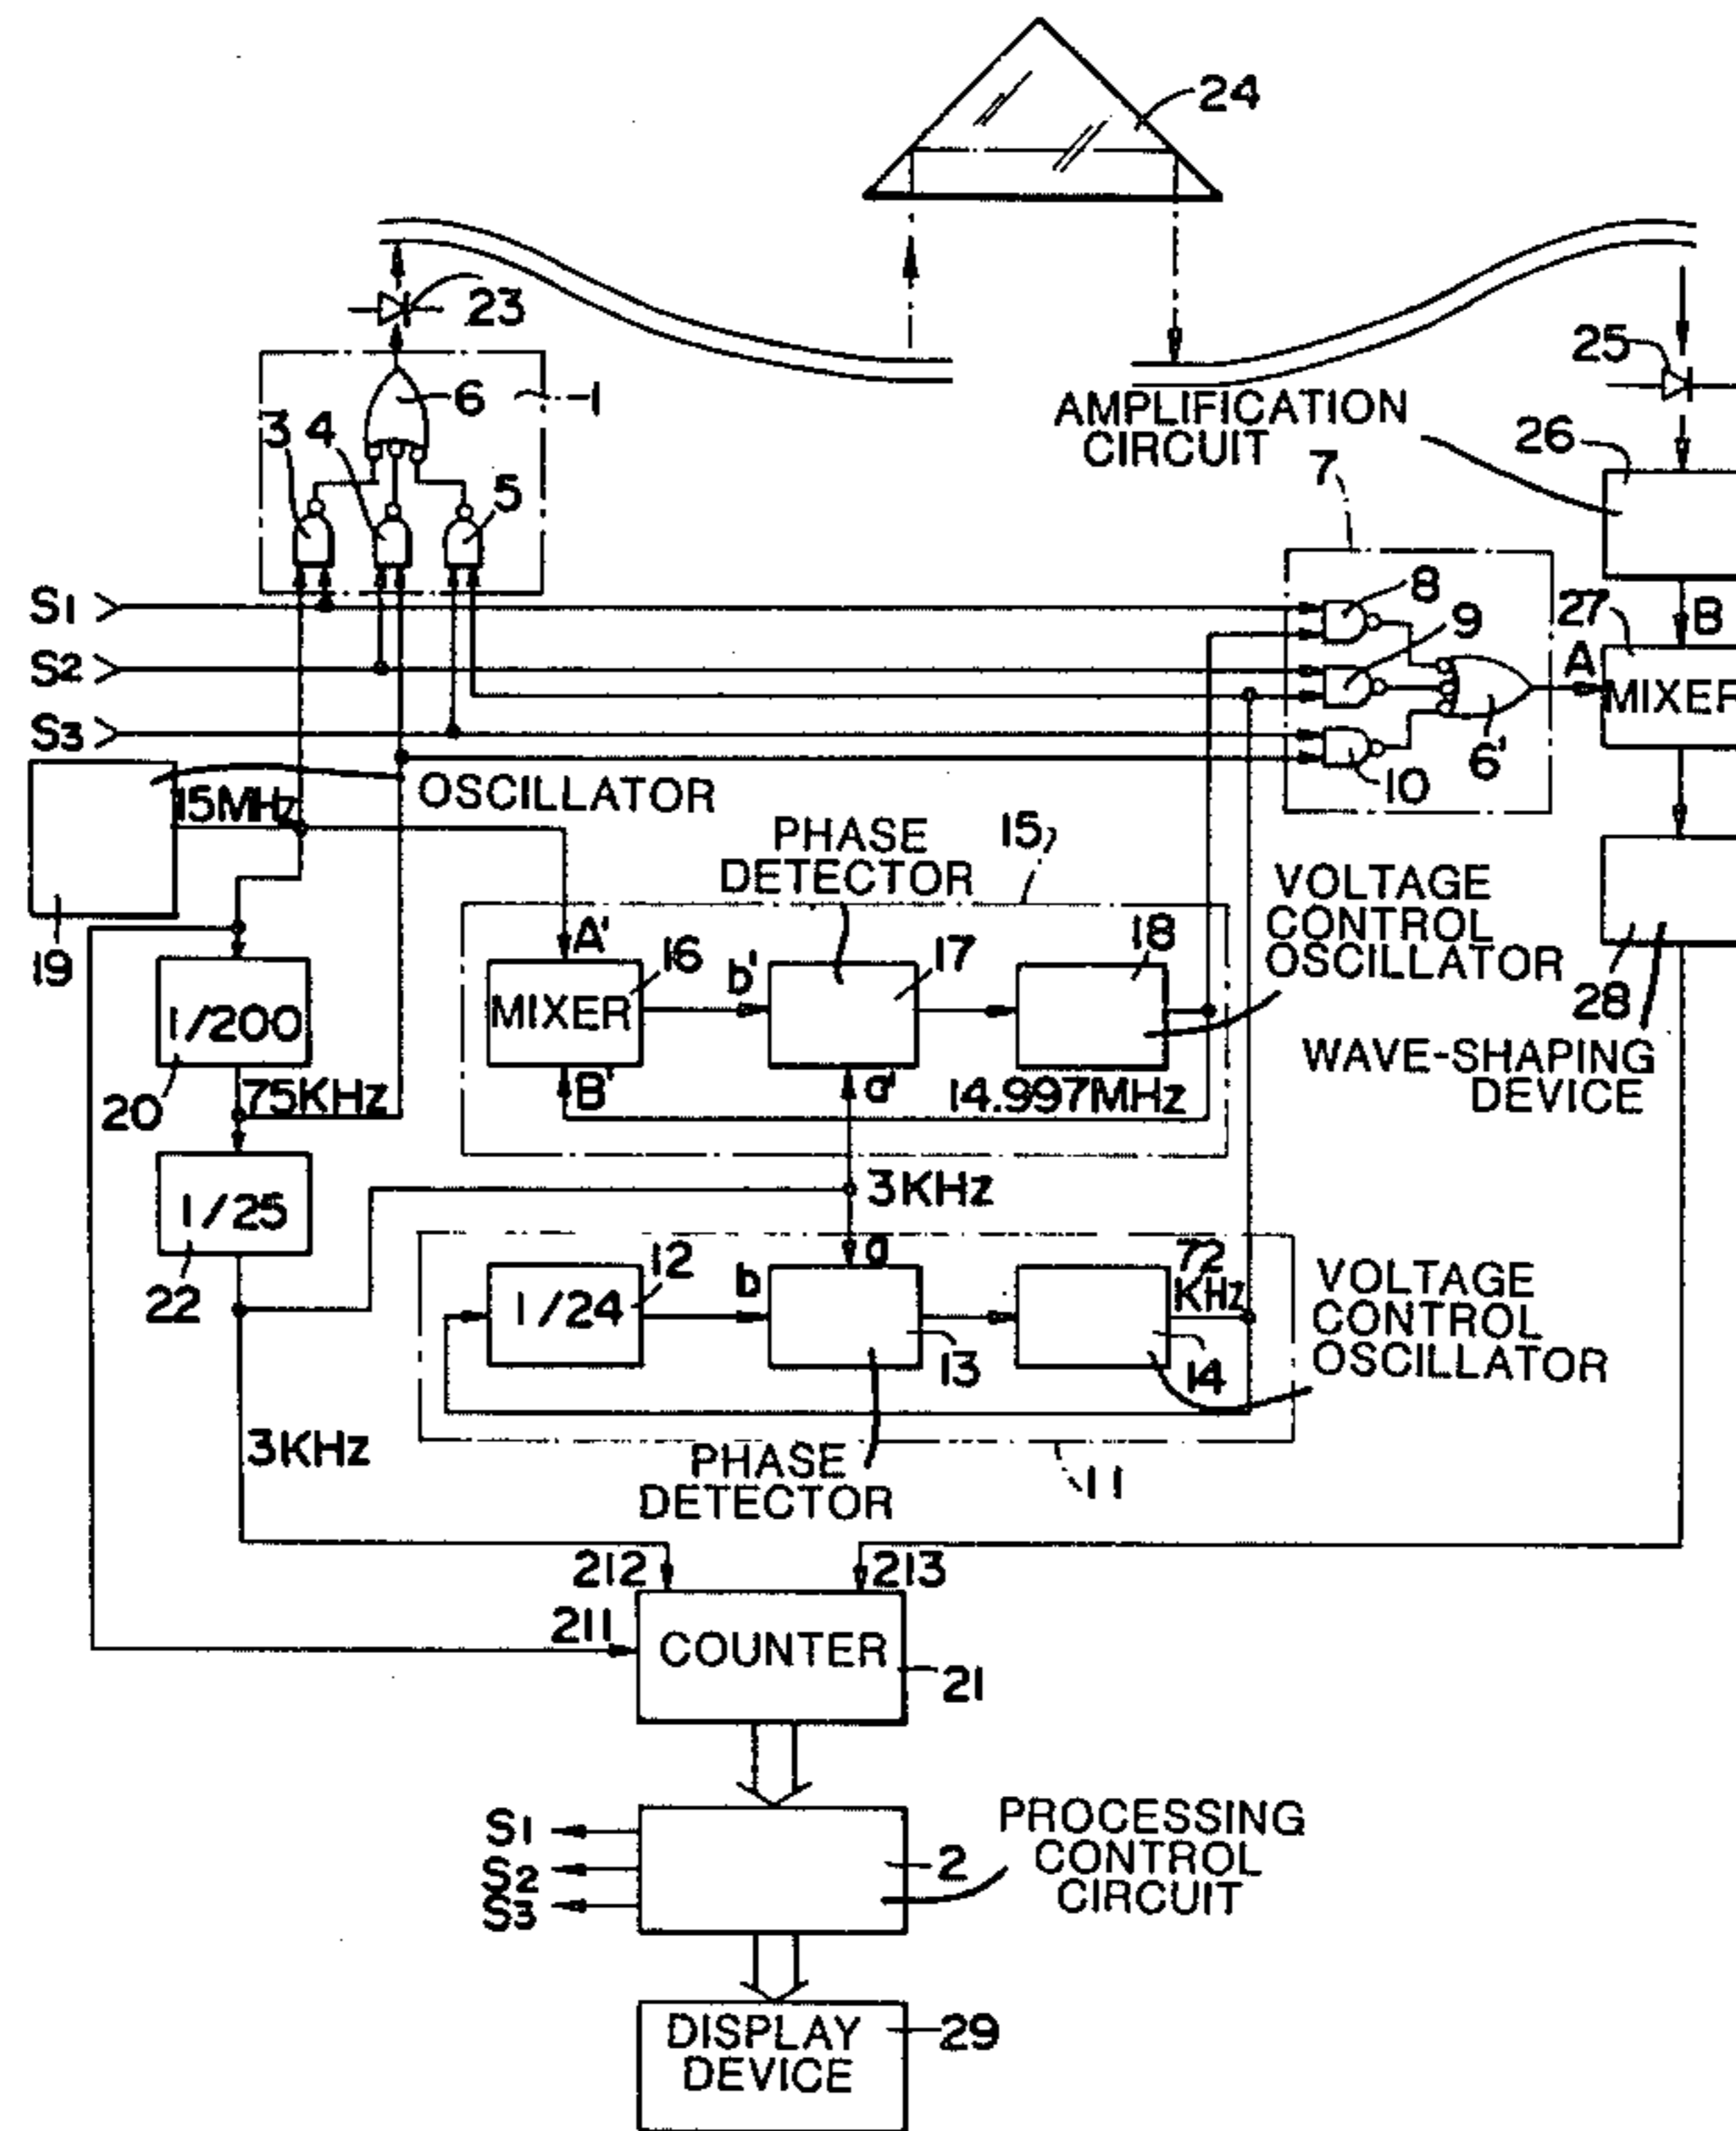 24
23
25
6
1
AMPLIFICATION
CIRCUIT
26
3
4
5
7
S1
8
27
B
9
S2
A
MIXER
S3
6'
10
OSCILLATOR
15MHz
PHASE
DETECTOR
15
VOLTAGE
CONTROL
OSCILLATOR
19
A'
16
b'
17
18
MIXER
1/200
28
WAVE-SHAPING
DEVICE
20
75KHz
B'
a'
14.997MHz
3KHz
1/25
22
a
12
b
72
KHz
VOLTAGE
CONTROL
OSCILLATOR
1/24
13
14
3KHz
PHASE
DETECTOR
11
212
213
211
COUNTER
21
S1
S2
S3
2
PROCESSING
CONTROL
CIRCUIT
DISPLAY
DEVICE
29